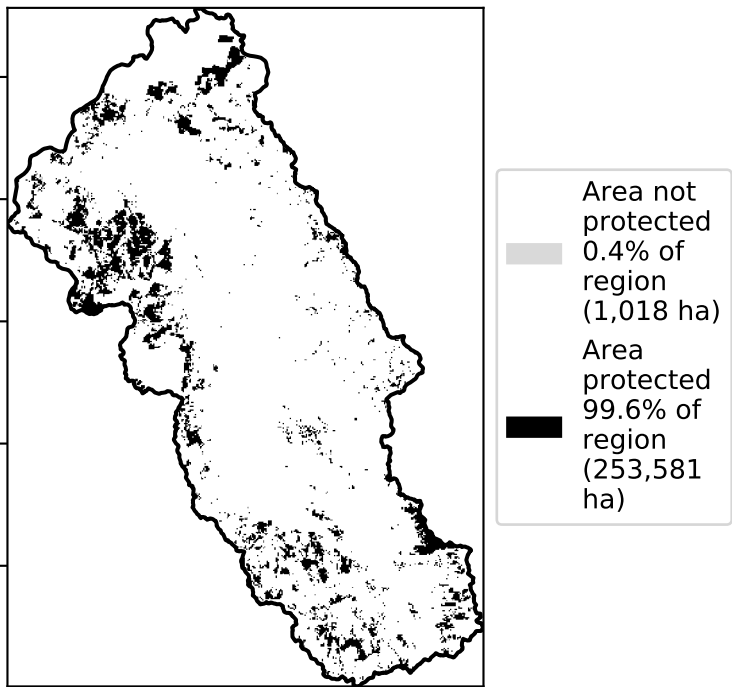 Area not
protected
0.4% of
region
(1,018 ha)
Area
protected
99.6% of
region
(253,581
ha)